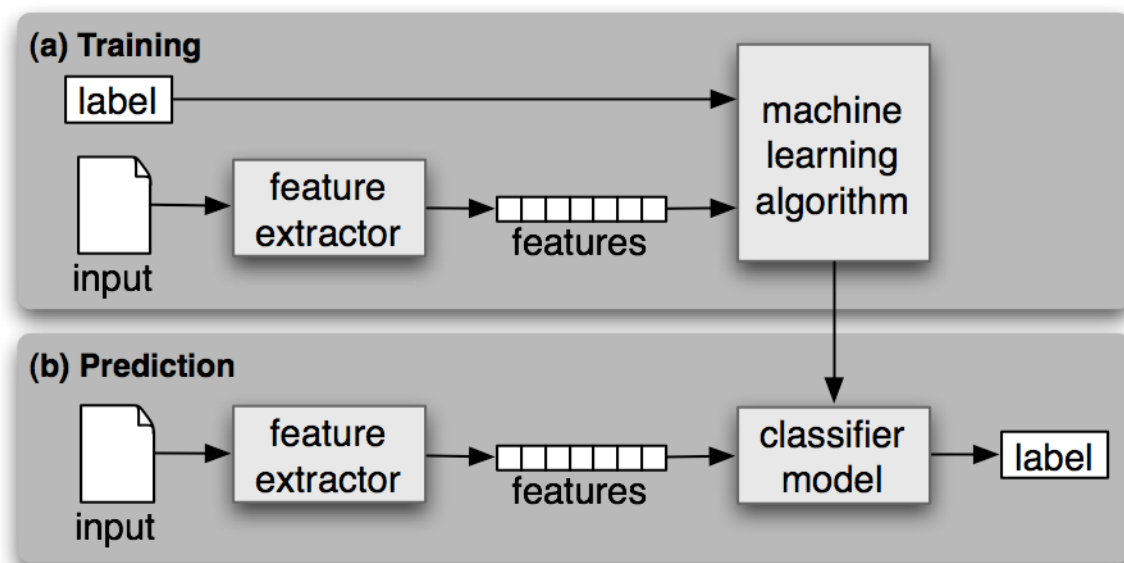 (a) Training
label
machine
learning
algorithm
feature
extractor
features
input
(b) Prediction
feature
extractor
features
classifier
model
label
input